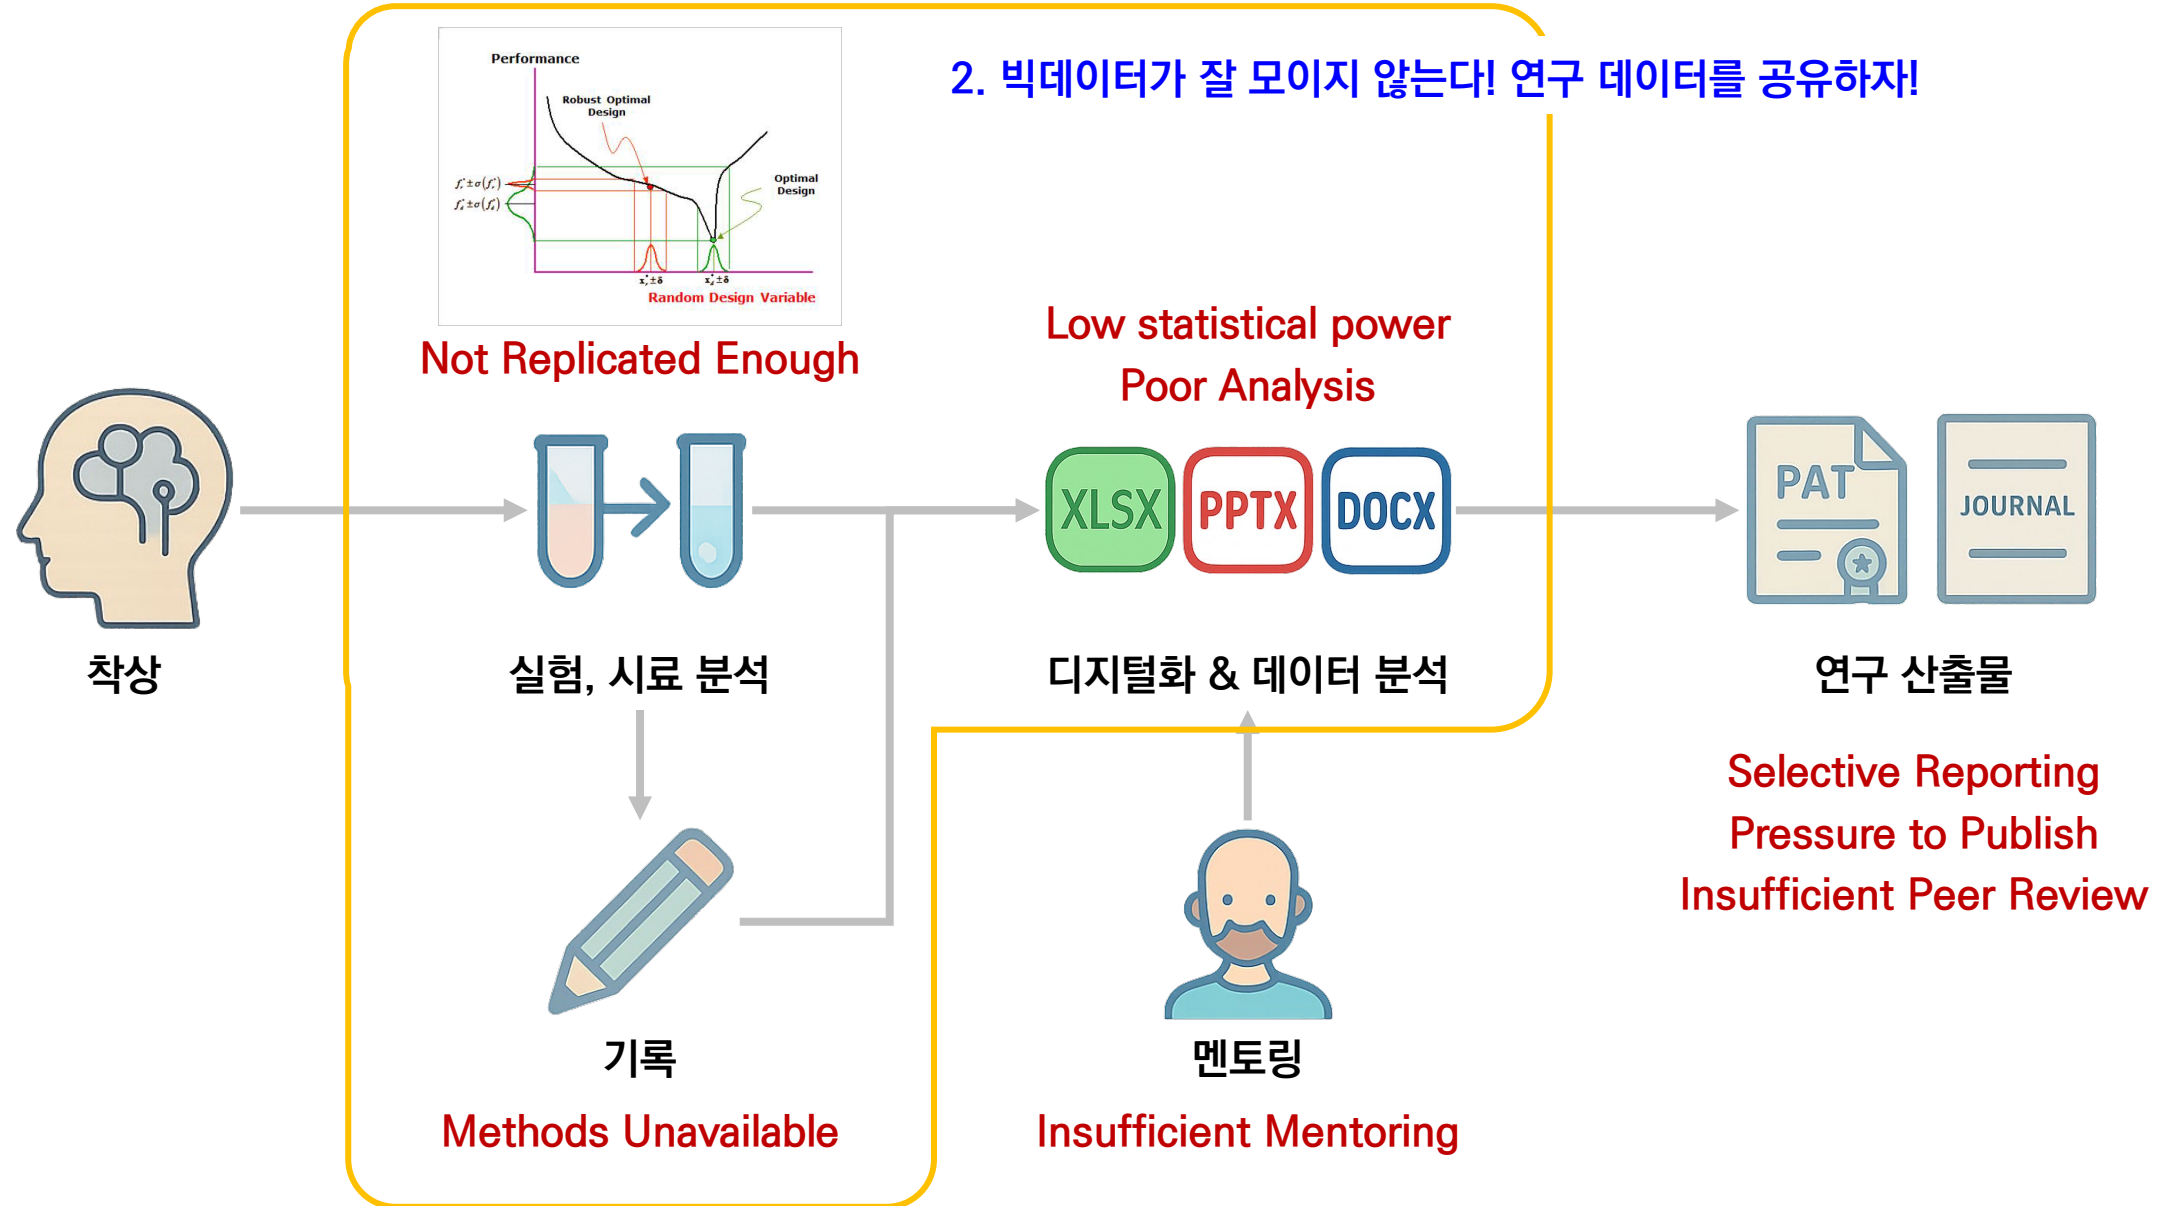 2. 빅데이터가 잘 모이지 않는다! 연구 데이터를 공유하자!
Performance
Robust Optimal
Design
Optimal
Design
Random Design Variable
Not Replicated Enough
Low statistical power
Poor Analysis
XLSX
PPTX
DOCX
PAT
JOURNAL
착상
실험, 시료 분석
디지털화 & 데이터 분석
연구 산출물
Selective Reporting
Pressure to Publish
Insufficient Peer Review
기록
멘토링
Methods Unavailable
Insufficient Mentoring